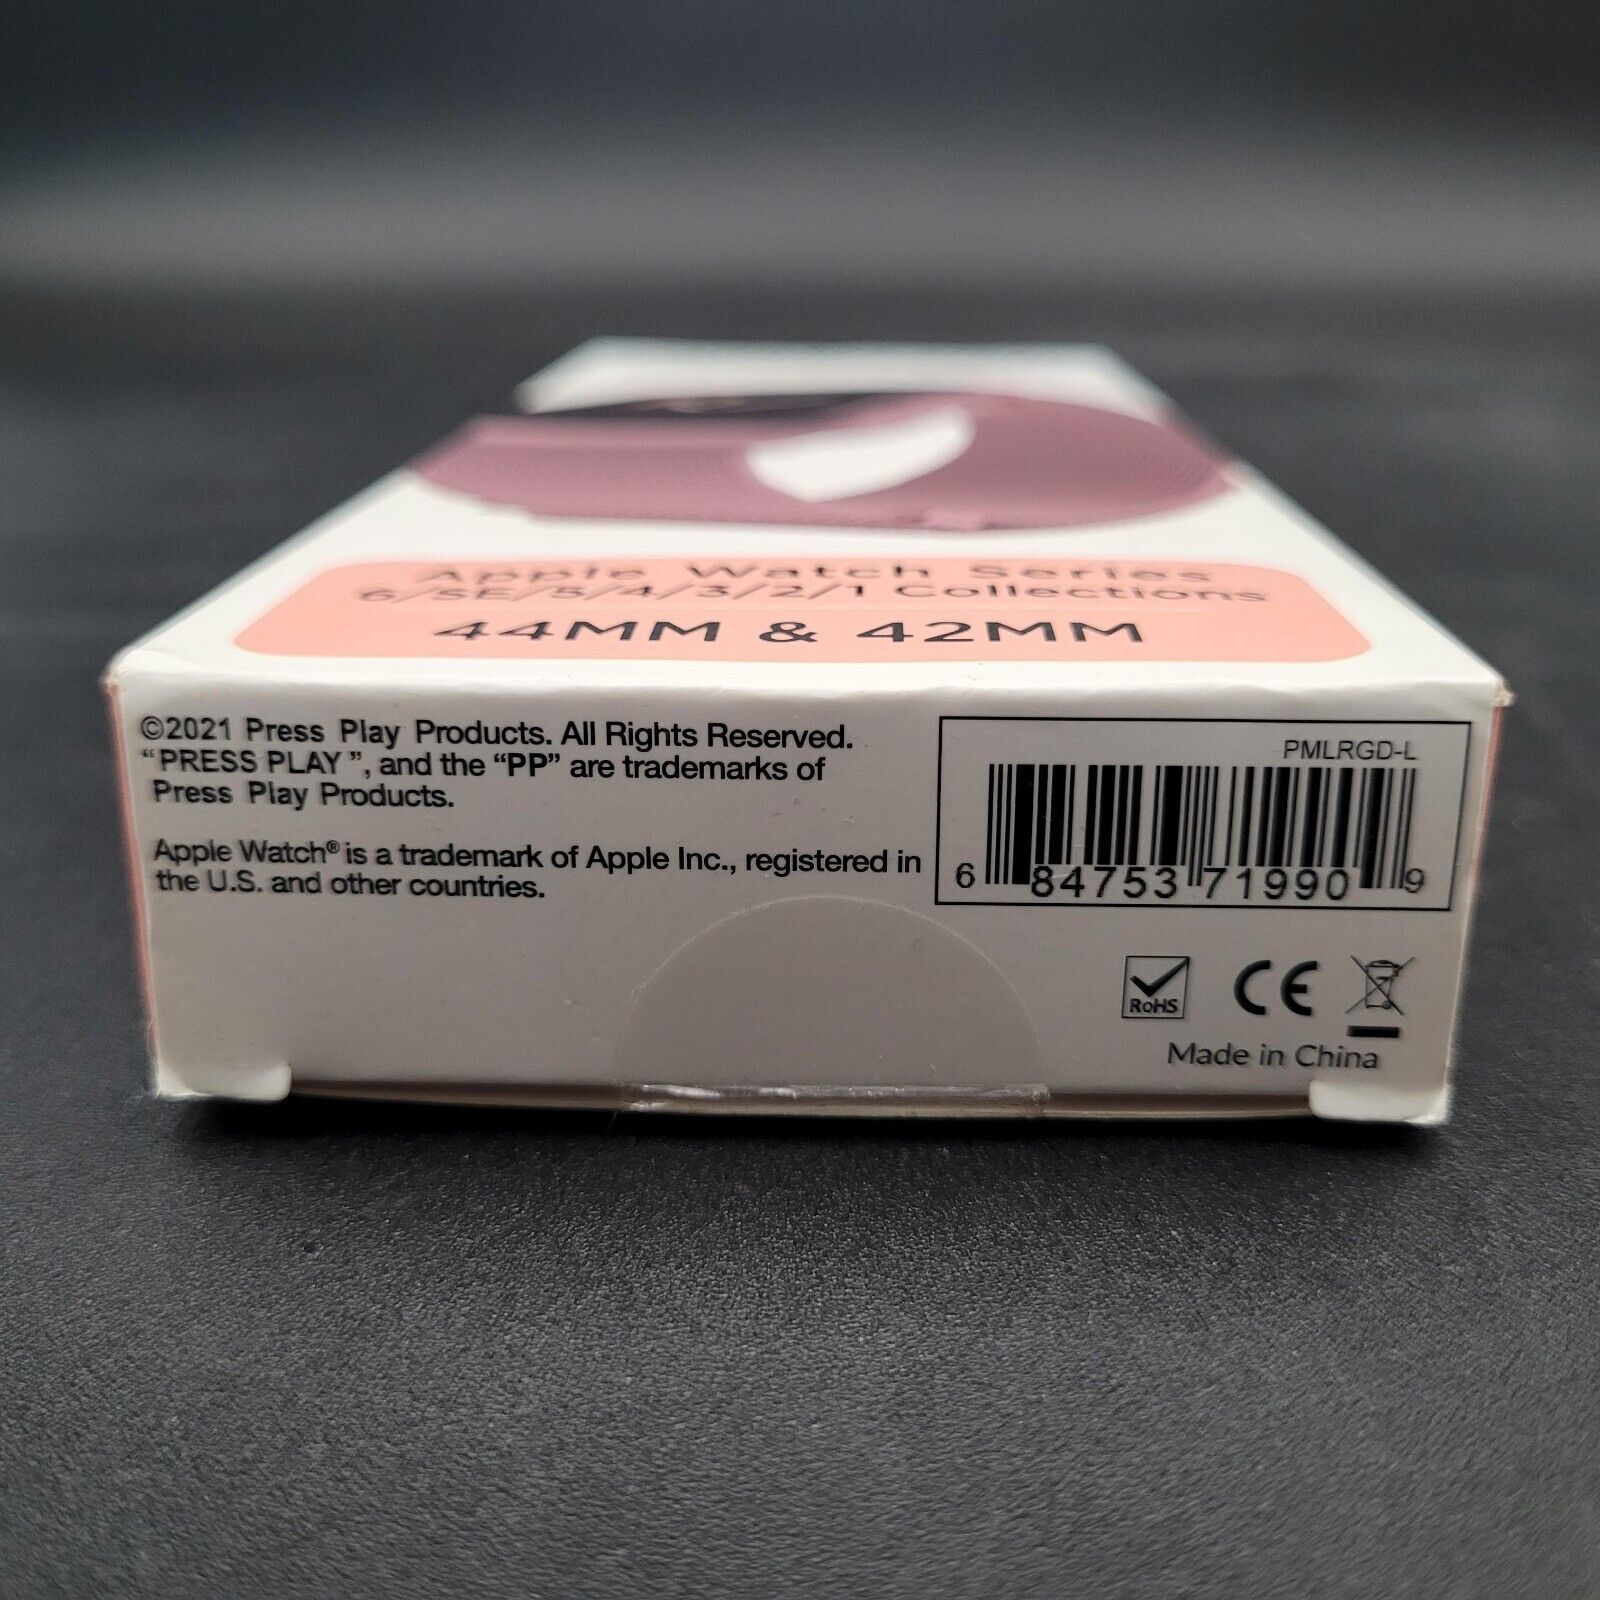 Apple Watch Series
6/SE/5/4/3/2/1 Collections
44MM & 42MM
©2021 Press Play Products. All Rights Reserved.
“PRESS PLAY ”, and the “PP” are trademarks of
Press Play Products.
Apple Watch® is a trademark of Apple Inc., registered in
the U.S. and other countries.
PMLRGD-L
6 84753 71990 9
RoHS
CE
Made in China